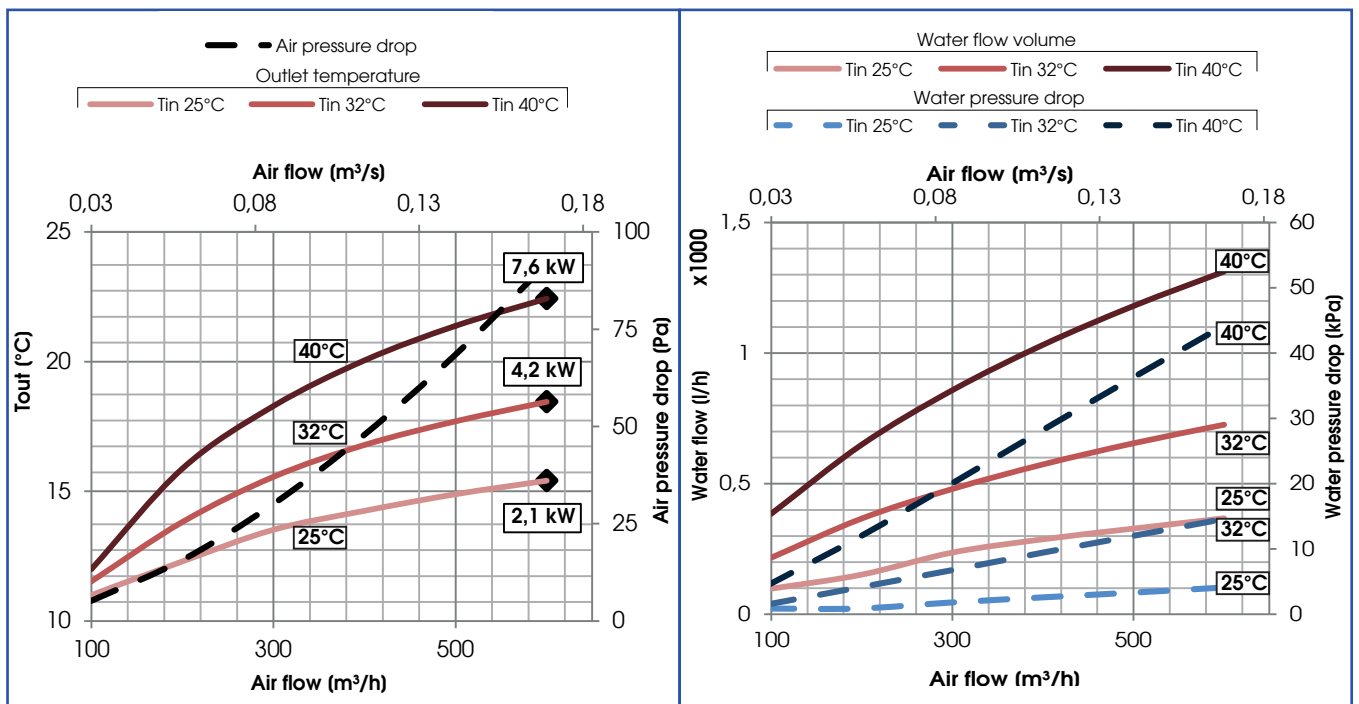 Air pressure drop
Outlet temperature
Tin 25°C Tin 32°C Tin 40°C
Air flow (m³/s)
0,03 0,08 0,13 0,18
25 100
7,6 kW
75
20 40°C
4,2 kW
50
32°C
15
25
25°C 2,1 kW
10 0
100 300 500
Tout (°C)
Air pressure drop (Pa)
Air flow (m³/h)
Water flow volume
Tin 25°C Tin 32°C Tin 40°C
Water pressure drop
Tin 25°C Tin 32°C Tin 40°C
Air flow (m³/s)
0,03 0,08 0,13 0,18
1,5 60
40°C
50
40°C
1 40
30
32°C
0,5 20
25°C
32°C
10
25°C
0 0
100 300 500
Water flow (l/h) x1000
Water pressure drop (kPa)
Air flow (m³/h)